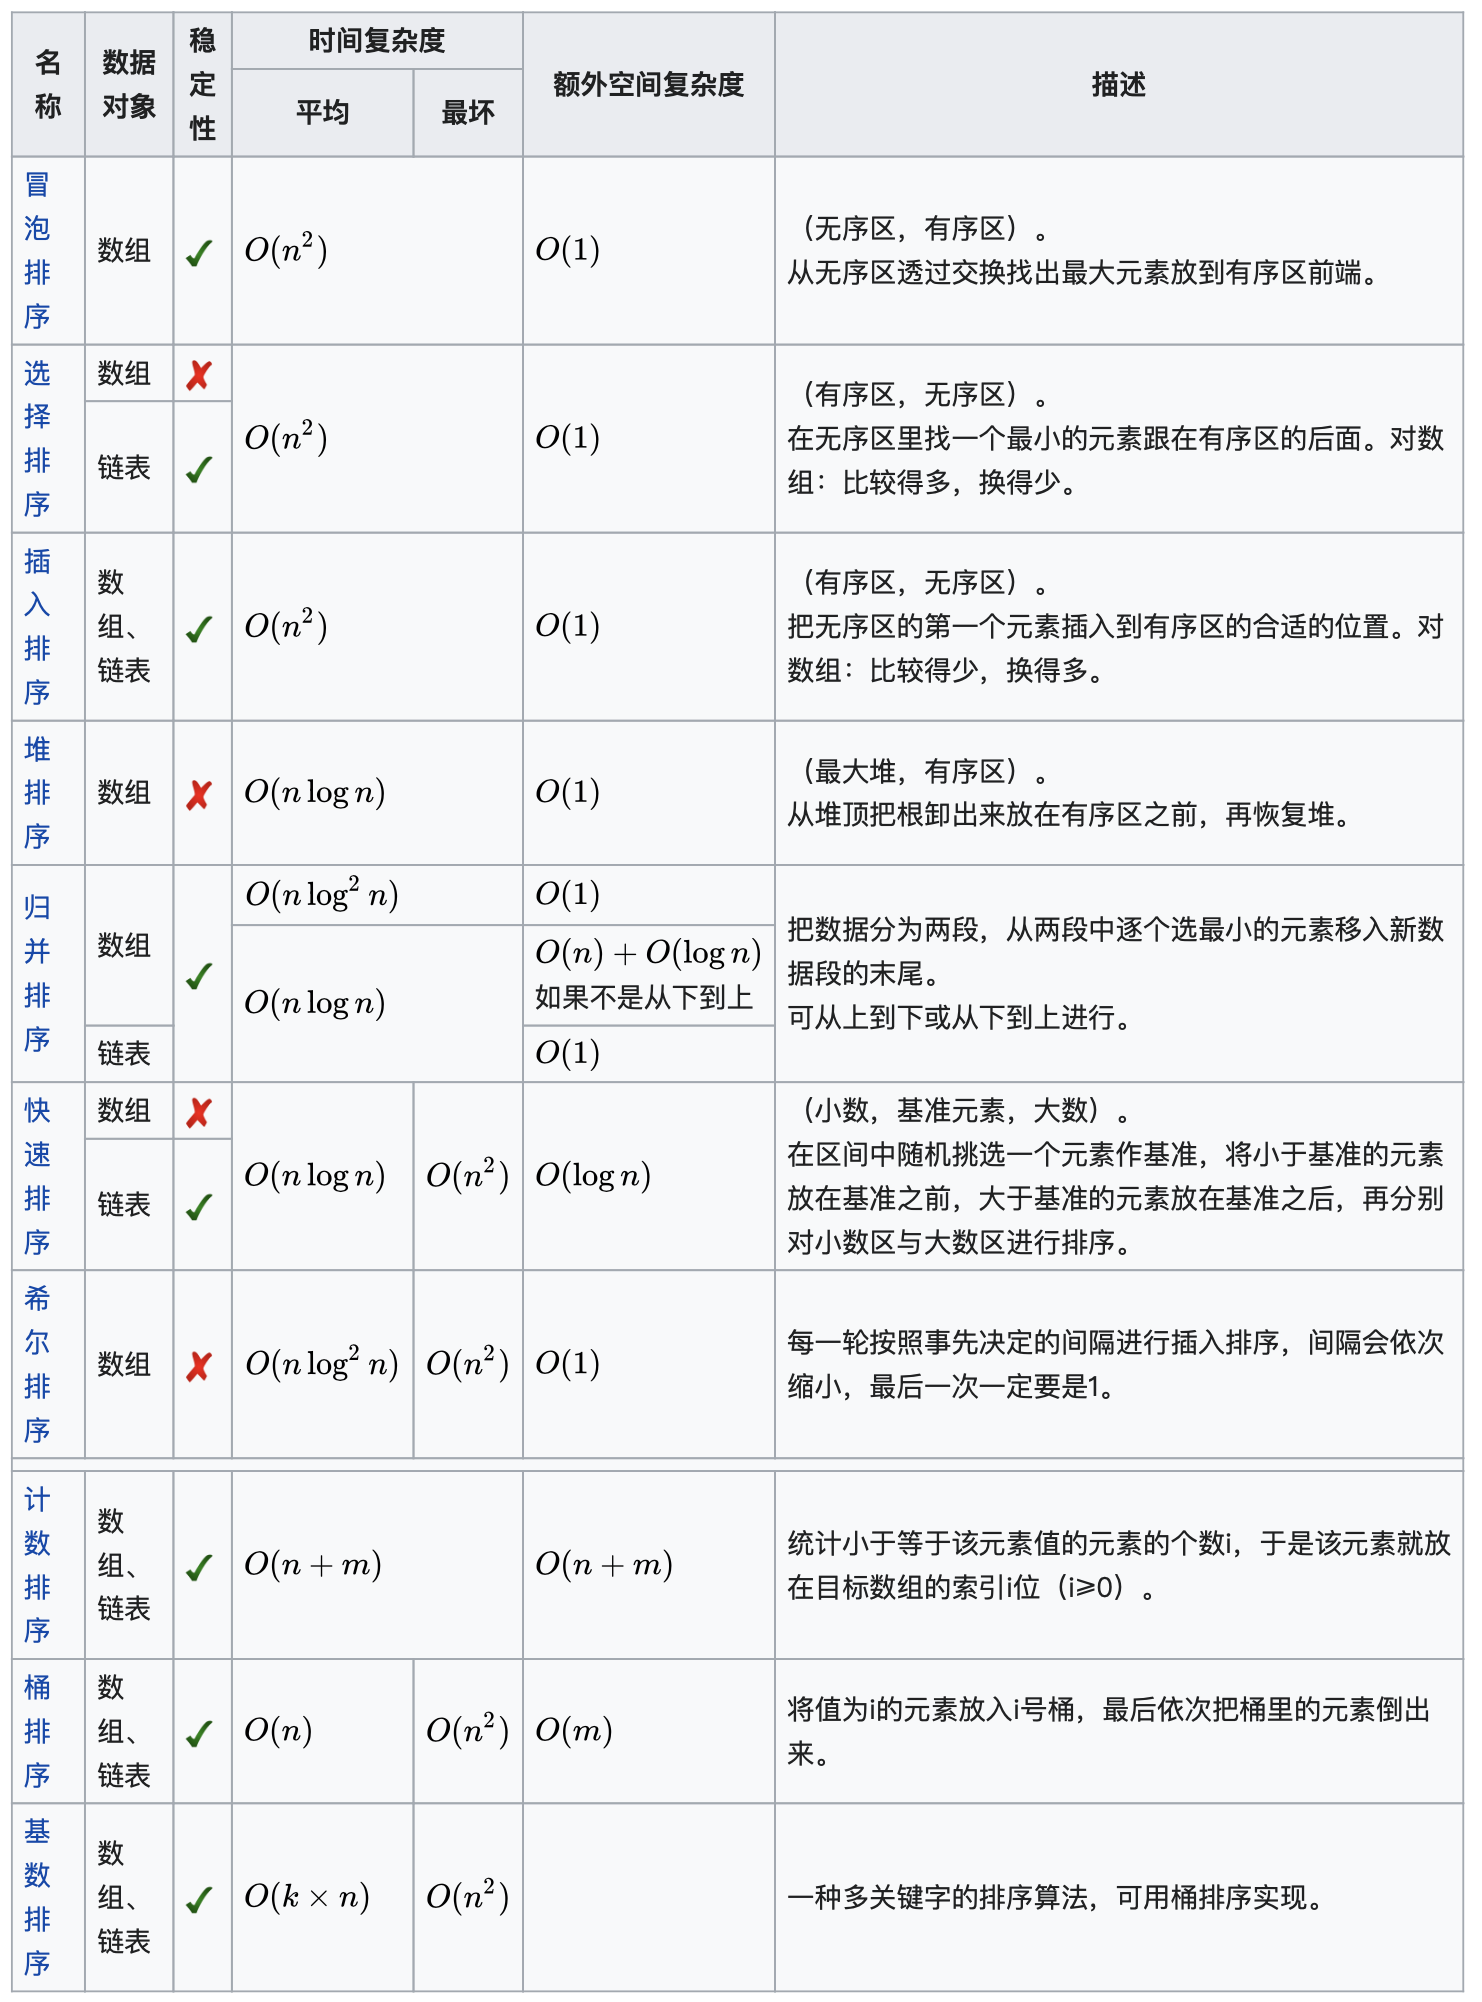 名称
数据对象
稳定性
时间复杂度
平均
最坏
额外空间复杂度
描述
冒泡排序
数组
✓
O(n²)
O(1)
（无序区，有序区）。
从无序区透过交换找出最大元素放到有序区前端。
选择排序
数组
✗
链表
✓
O(n²)
O(1)
（有序区，无序区）。
在无序区里找一个最小的元素跟在有序区的后面。对数
组：比较得多，换得少。
插入排序
数组、链表
✓
O(n²)
O(1)
（有序区，无序区）。
把无序区的第一个元素插入到有序区的合适的位置。对
数组：比较得少，换得多。
堆排序
数组
✗
O(n log n)
O(1)
（最大堆，有序区）。
从堆顶把根卸出来放在有序区之前，再恢复堆。
归并排序
数组
链表
✓
O(n log² n)
O(1)
O(n log n)
O(n) + O(log n)
如果不是从下到上
O(1)
把数据分为两段，从两段中逐个选最小的元素移入新数
据段的末尾。
可从上到下或从下到上进行。
快速排序
数组
✗
链表
✓
O(n log n)
O(n²)
O(log n)
（小数，基准元素，大数）。
在区间中随机挑选一个元素作基准，将小于基准的元素
放在基准之前，大于基准的元素放在基准之后，再分别
对小数区与大数区进行排序。
希尔排序
数组
✗
O(n log² n)
O(n²)
O(1)
每一轮按照事先决定的间隔进行插入排序，间隔会依次
缩小，最后一次一定要是1。
计数排序
数组、链表
✓
O(n + m)
O(n + m)
统计小于等于该元素值的元素的个数i，于是该元素就放
在目标数组的索引i位（i≥0）。
桶排序
数组、链表
✓
O(n)
O(n²)
O(m)
将值为i的元素放入i号桶，最后依次把桶里的元素倒出
来。
基数排序
数组、链表
✓
O(k × n)
O(n²)
一种多关键字的排序算法，可用桶排序实现。